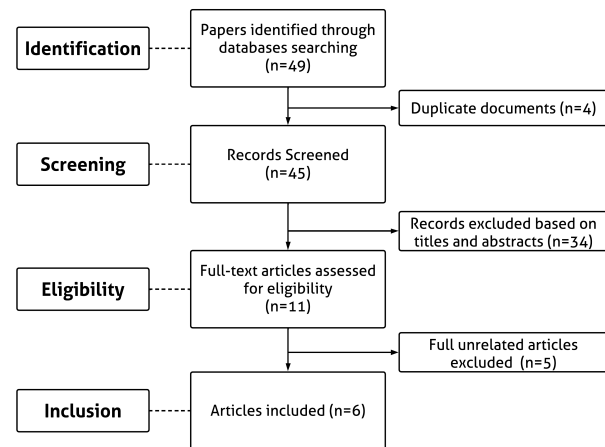 Identification
Papers identified through
databases searching
(n=49)
Duplicate documents (n=4)
Screening
Records Screened
(n=45)
Records excluded based on
titles and abstracts (n=34)
Eligibility
Full-text articles assessed
for eligibility
(n=11)
Full unrelated articles
excluded (n=5)
Inclusion
Articles included (n=6)